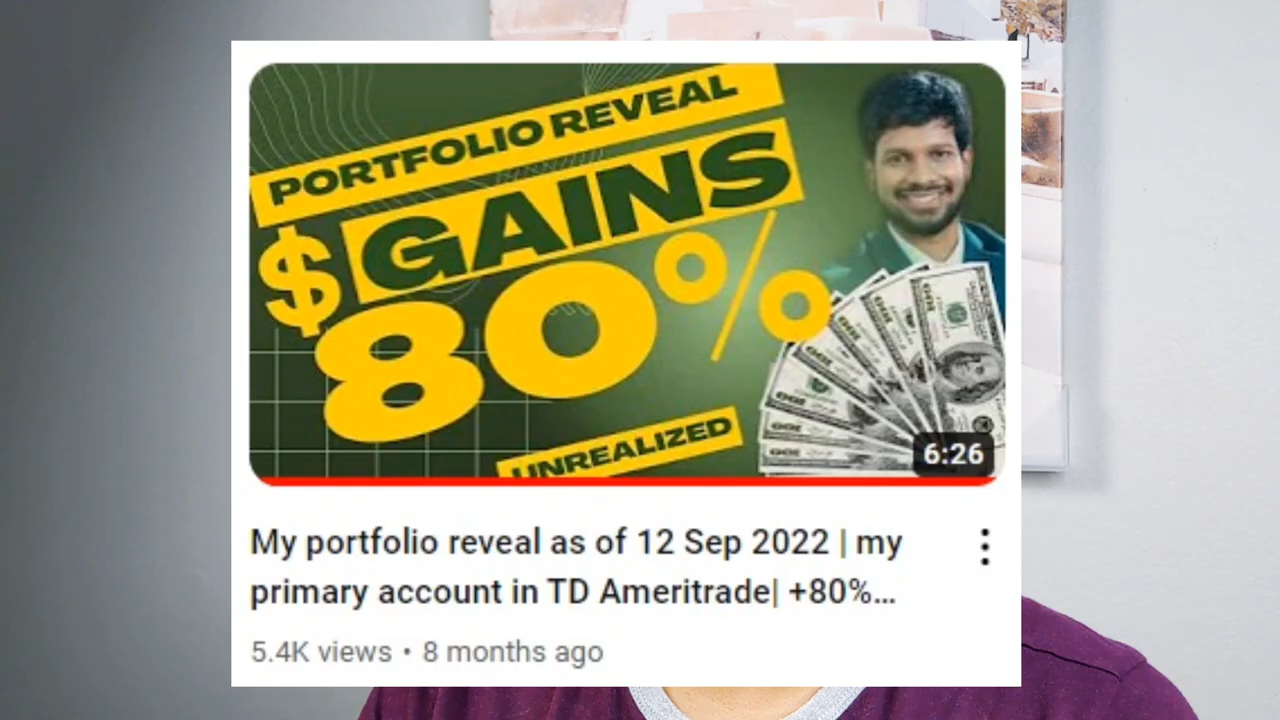 PORTFOLIO REVEAL
$ GAINS
80%
UNREALIZED
6:26
My portfolio reveal as of 12 Sep 2022 | my
primary account in TD Ameritrade| +80%...
5.4K views • 8 months ago